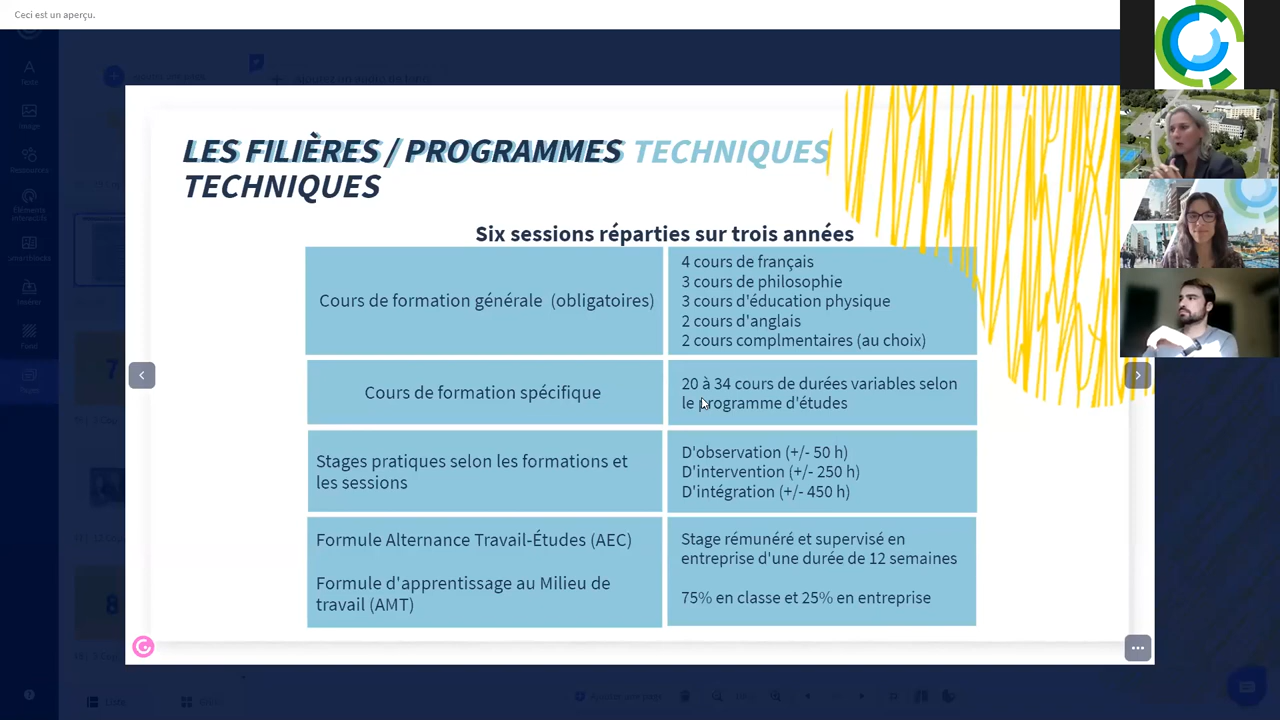 Ceci est un aperçu.
Texte
Image
LES FILIÈRES / PROGRAMMES TECHNIQUES
TECHNIQUES
Six sessions réparties sur trois années
Cours de formation générale (obligatoires)
4 cours de français
3 cours de philosophie
3 cours d'éducation physique
2 cours d'anglais
2 cours complmentaires (au choix)
Cours de formation spécifique
20 à 34 cours de durées variables selon
le programme d'études
Stages pratiques selon les formations et
les sessions
D'observation (+/- 50 h)
D'intervention (+/- 250 h)
D'intégration (+/- 450 h)
Formule Alternance Travail-Études (AEC)
Formule d'apprentissage au Milieu de
travail (AMT)
Stage rémunéré et supervisé en
entreprise d'une durée de 12 semaines
75% en classe et 25% en entreprise
7
8
Liste